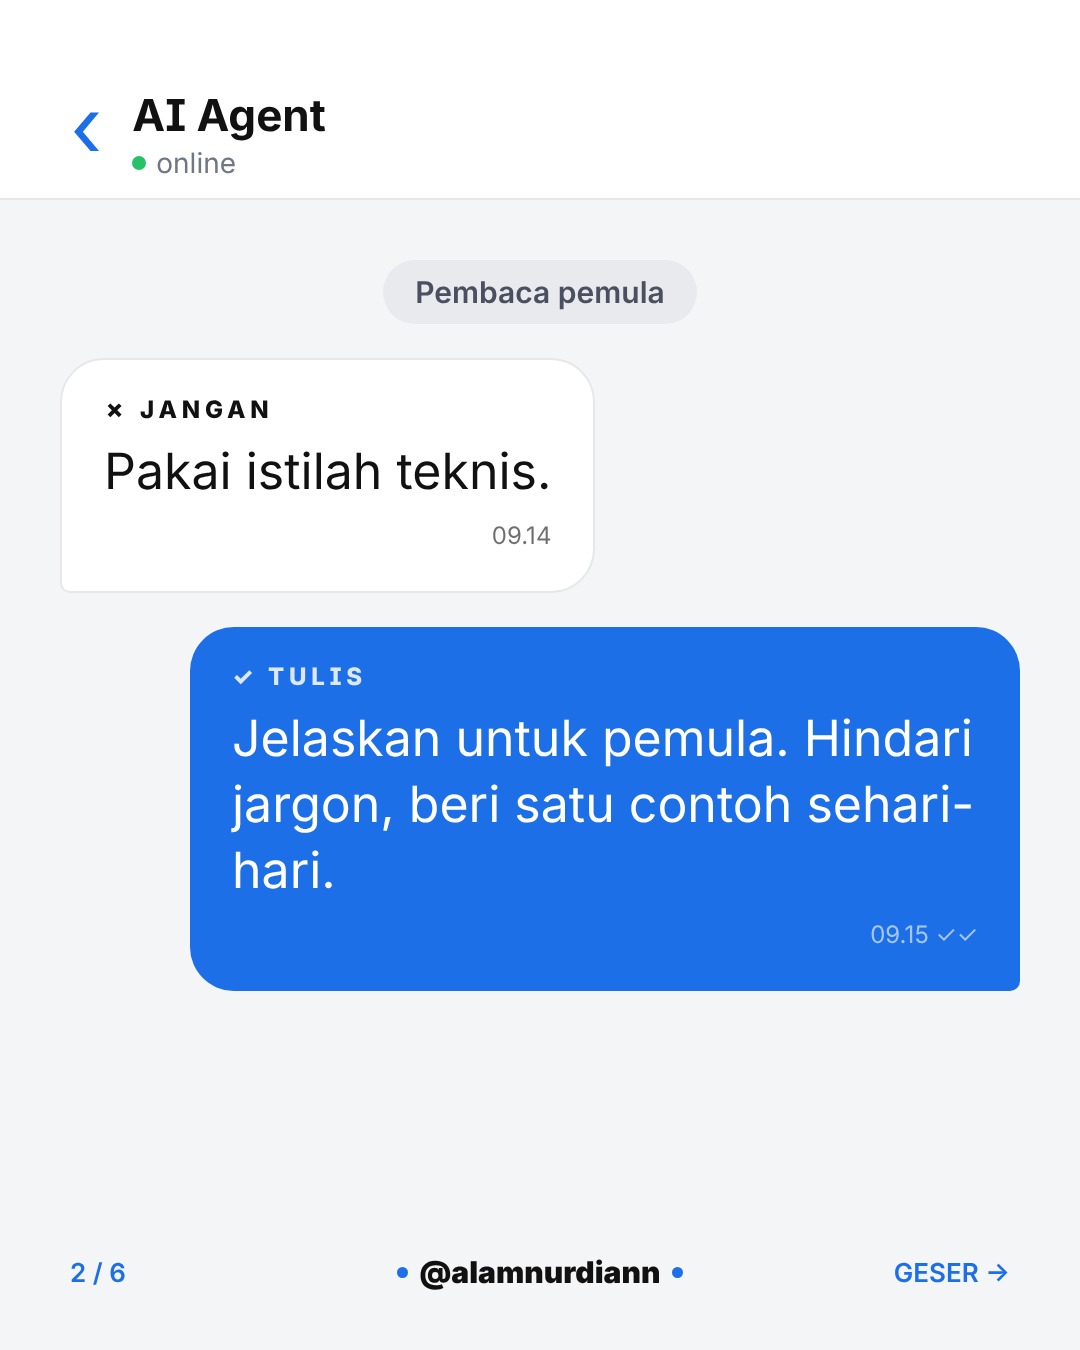 AI Agent
online
Pembaca pemula
× JANGAN
Pakai istilah teknis.
09.14
✓ TULIS
Jelaskan untuk pemula. Hindari
jargon, beri satu contoh sehari-
hari.
09.15 ✓✓
2 / 6
• @alamnurdiann •
GESER →